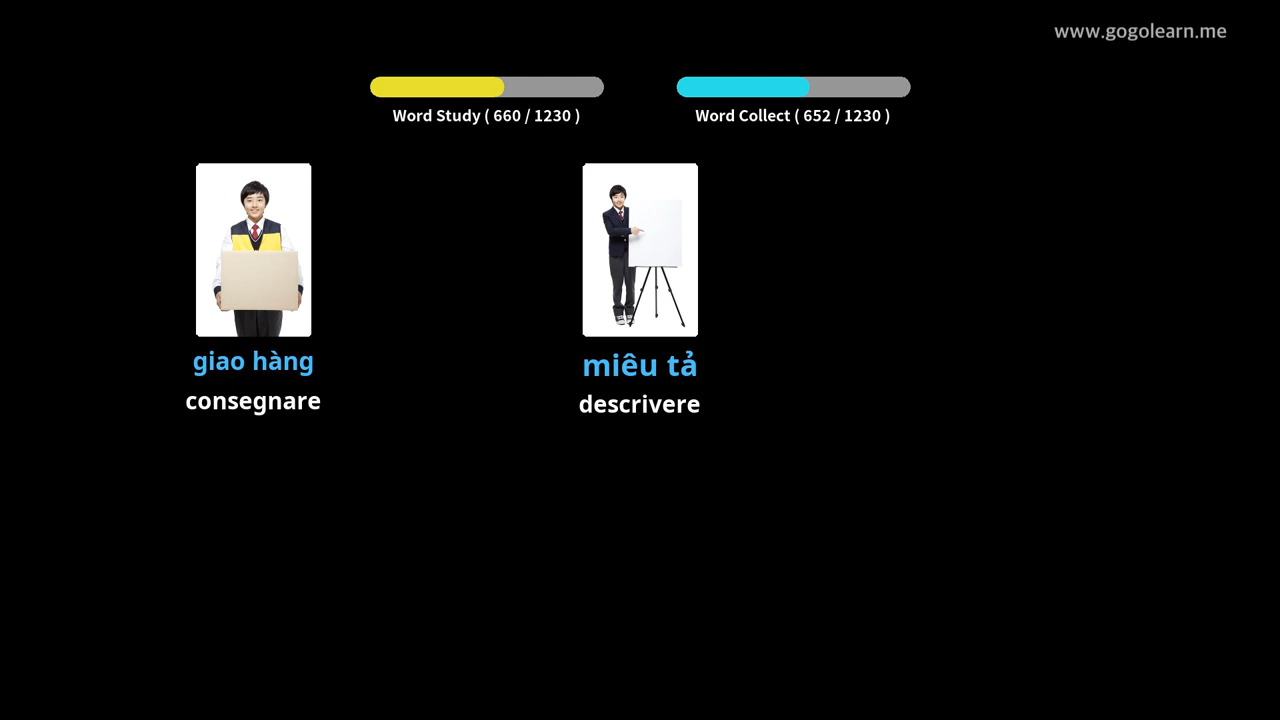 www.gogolearn.me
Word Study ( 660 / 1230 )
Word Collect ( 652 / 1230 )
giao hàng
consegnare
miêu tả
descrivere